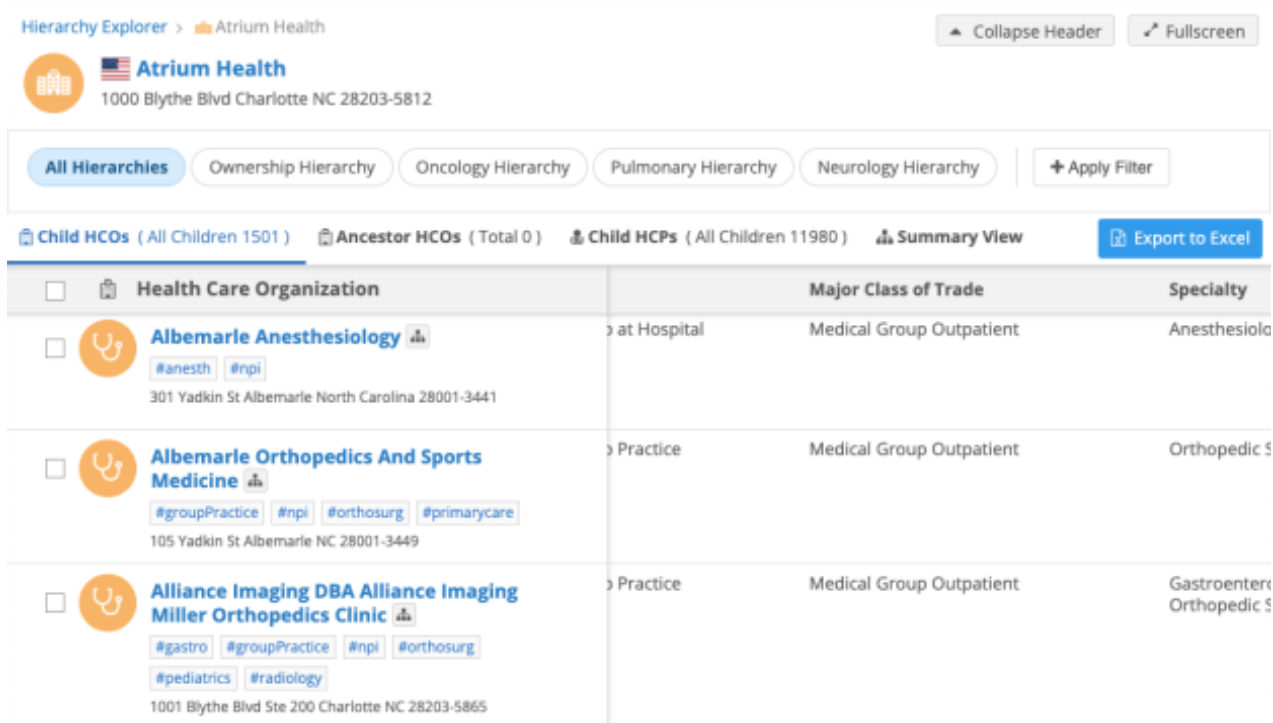 Hierarchy Explorer > Atrium Health
Collapse Header
Fullscreen
Atrium Health
1000 Blythe Blvd Charlotte NC 28203-5812
All Hierarchies
Ownership Hierarchy
Oncology Hierarchy
Pulmonary Hierarchy
Neurology Hierarchy
+ Apply Filter
Child HCOs ( All Children 1501 )
Ancestor HCOs ( Total 0 )
Child HCPs ( All Children 11980 )
Summary View
Export to Excel
Health Care Organization
Major Class of Trade
Specialty
Albemarle Anesthesiology
#anesth #npi
301 Yadkin St Albemarle North Carolina 28001-3441
at Hospital
Medical Group Outpatient
Anesthesiolo
Albemarle Orthopedics And Sports
Medicine
#groupPractice #npi #orthosurg #primarycare
105 Yadkin St Albemarle NC 28001-3449
Practice
Medical Group Outpatient
Orthopedic S
Alliance Imaging DBA Alliance Imaging
Miller Orthopedics Clinic
#gastro #groupPractice #npi #orthosurg
#pediatrics #radiology
1001 Blythe Blvd Ste 200 Charlotte NC 28203-5865
Practice
Medical Group Outpatient
Gastroentero
Orthopedic S